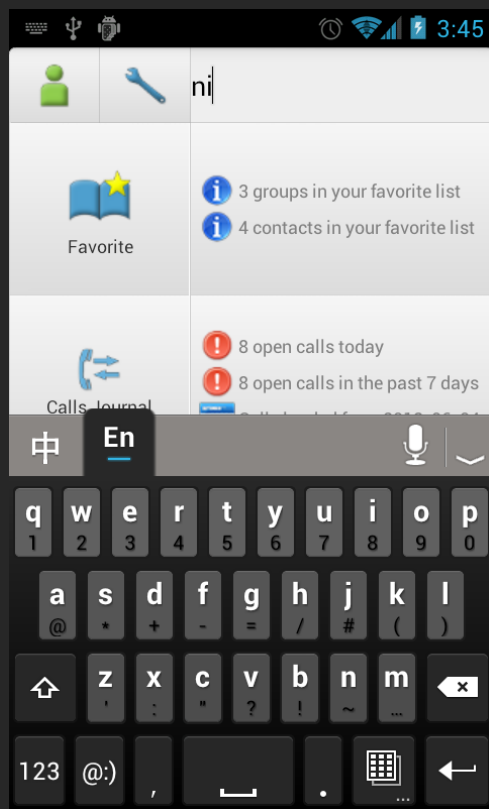 3:45
ni
Favorite
3 groups in your favorite list
4 contacts in your favorite list
Calls Journal
8 open calls today
8 open calls in the past 7 days
中 En
q w e r t y u i o p
1 2 3 4 5 6 7 8 9 0
a s d f g h j k l
@ * + - = / # ( )
z x c v b n m
' : " ? ! ~ ...
123 @:) , . ...